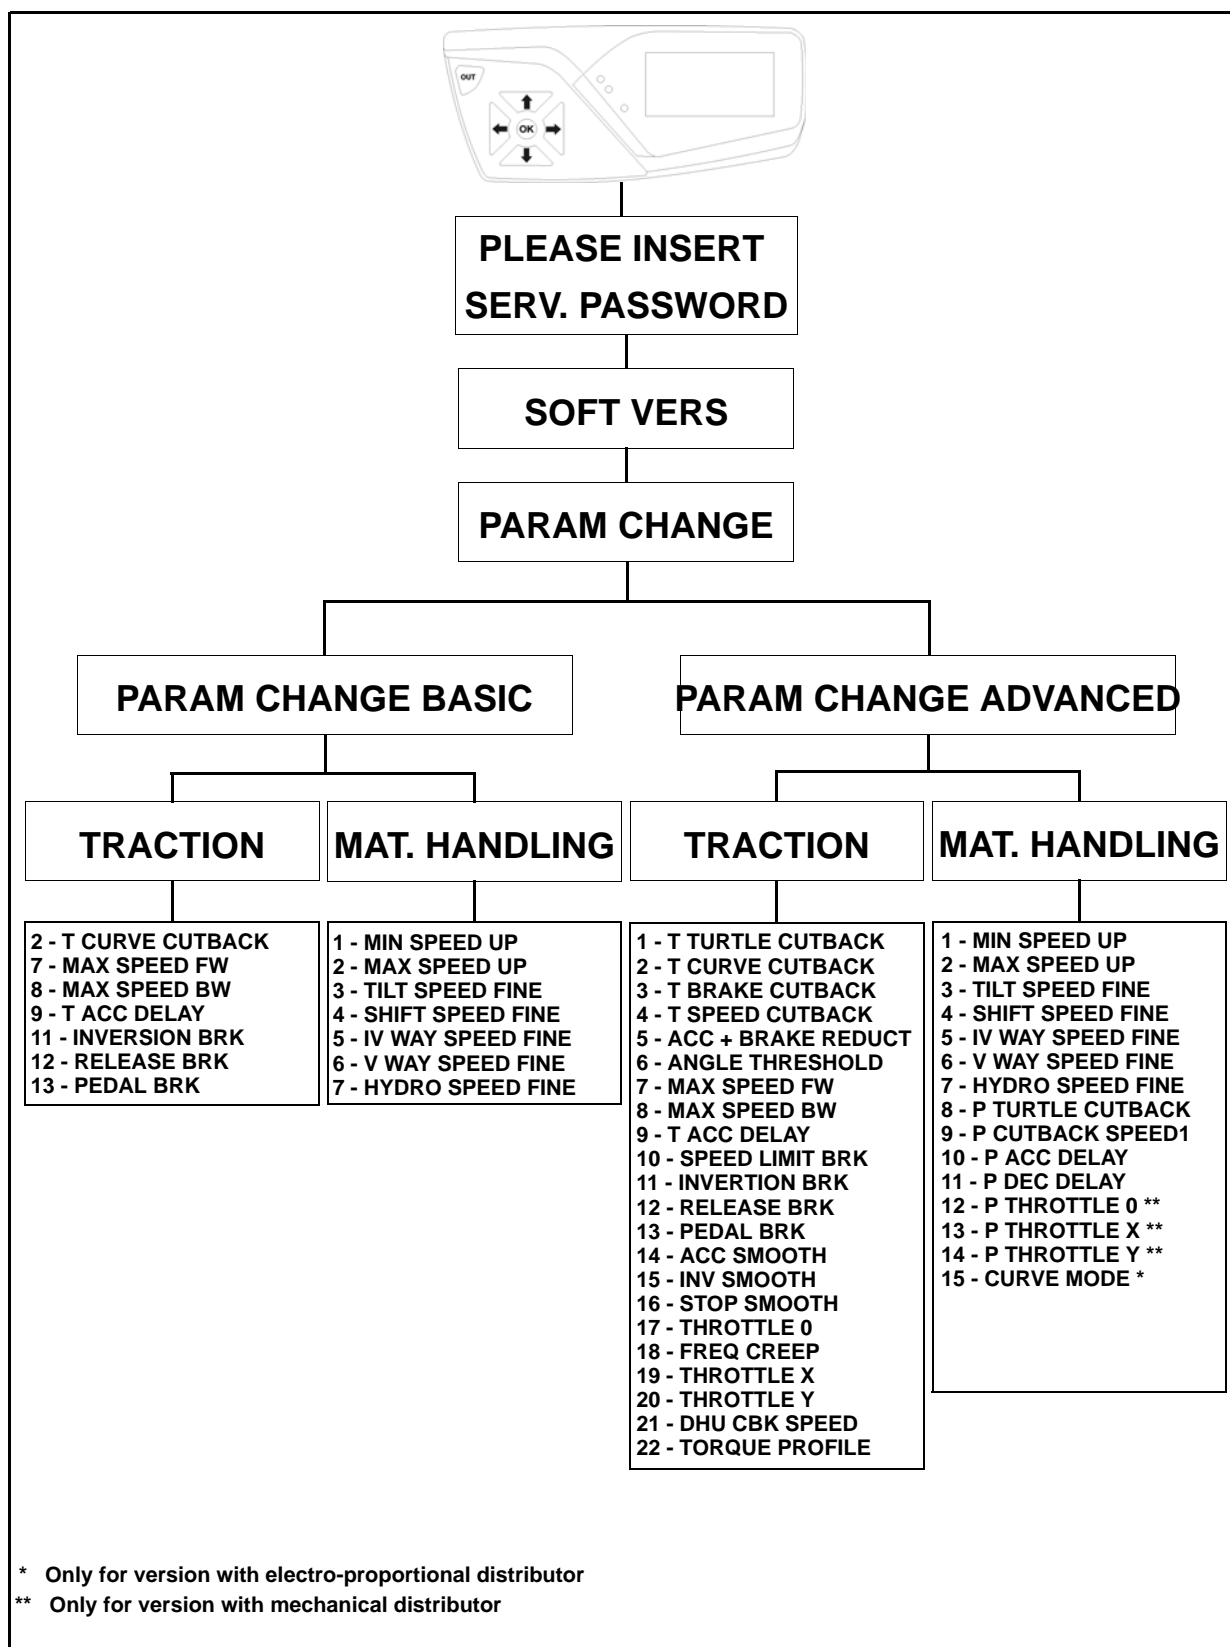 OUT
OK
PLEASE INSERT
SERV. PASSWORD
SOFT VERS
PARAM CHANGE
PARAM CHANGE BASIC
PARAM CHANGE ADVANCED
TRACTION
MAT. HANDLING
TRACTION
MAT. HANDLING
2 - T CURVE CUTBACK
7 - MAX SPEED FW
8 - MAX SPEED BW
9 - T ACC DELAY
11 - INVERSION BRK
12 - RELEASE BRK
13 - PEDAL BRK
1 - MIN SPEED UP
2 - MAX SPEED UP
3 - TILT SPEED FINE
4 - SHIFT SPEED FINE
5 - IV WAY SPEED FINE
6 - V WAY SPEED FINE
7 - HYDRO SPEED FINE
1 - T TURTLE CUTBACK
2 - T CURVE CUTBACK
3 - T BRAKE CUTBACK
4 - T SPEED CUTBACK
5 - ACC + BRAKE REDUCT
6 - ANGLE THRESHOLD
7 - MAX SPEED FW
8 - MAX SPEED BW
9 - T ACC DELAY
10 - SPEED LIMIT BRK
11 - INVERTION BRK
12 - RELEASE BRK
13 - PEDAL BRK
14 - ACC SMOOTH
15 - INV SMOOTH
16 - STOP SMOOTH
17 - THROTTLE 0
18 - FREQ CREEP
19 - THROTTLE X
20 - THROTTLE Y
21 - DHU CBK SPEED
22 - TORQUE PROFILE
1 - MIN SPEED UP
2 - MAX SPEED UP
3 - TILT SPEED FINE
4 - SHIFT SPEED FINE
5 - IV WAY SPEED FINE
6 - V WAY SPEED FINE
7 - HYDRO SPEED FINE
8 - P TURTLE CUTBACK
9 - P CUTBACK SPEED1
10 - P ACC DELAY
11 - P DEC DELAY
12 - P THROTTLE 0 **
13 - P THROTTLE X **
14 - P THROTTLE Y **
15 - CURVE MODE *
* Only for version with electro-proportional distributor
** Only for version with mechanical distributor